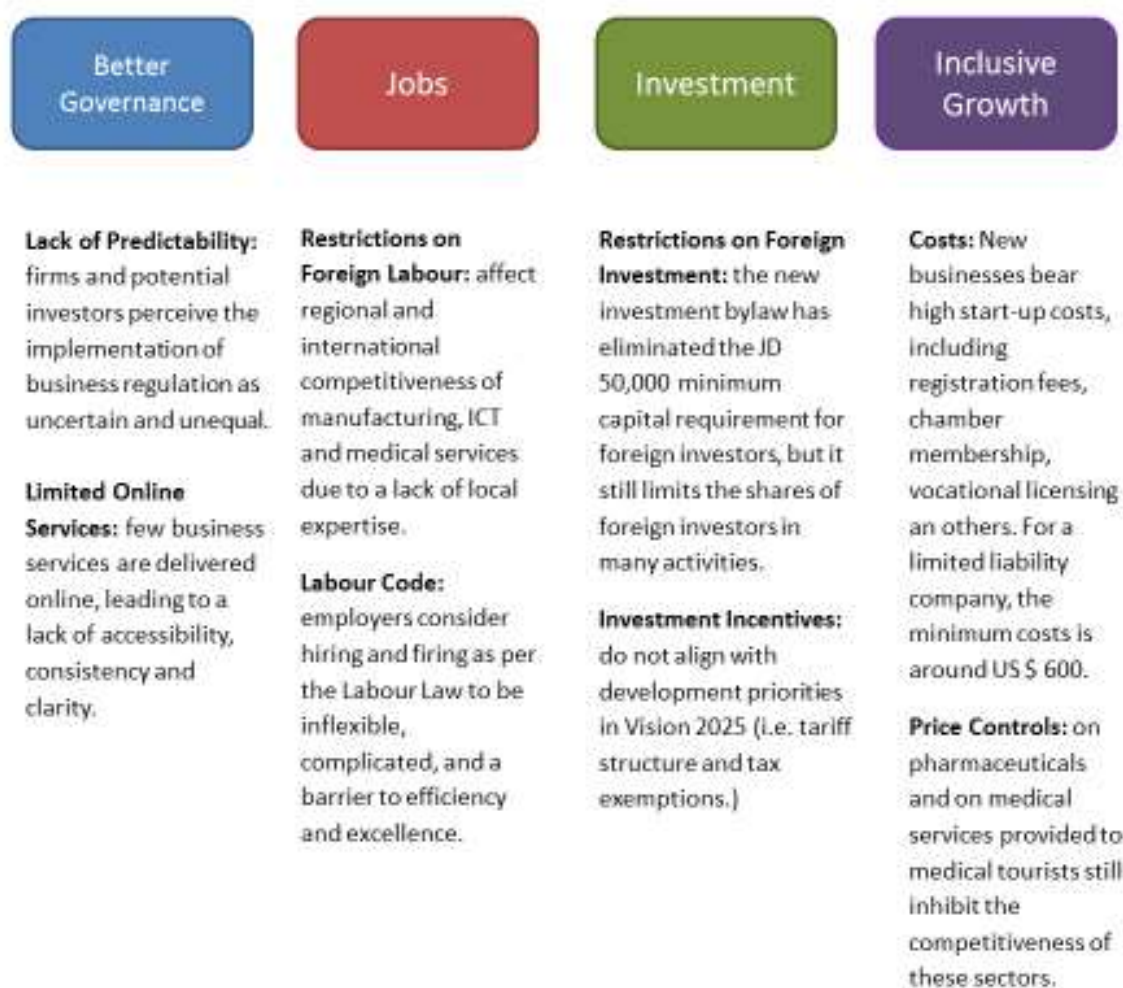 Better
Governance
Jobs
Investment
Inclusive
Growth
Lack of Predictability:
firms and potential
investors perceive the
implementation of
business regulation as
uncertain and unequal.
Limited Online
Services: few business
services are delivered
online, leading to a
lack of accessibility,
consistency and
clarity.
Restrictions on
Foreign Labour: affect
regional and
international
competitiveness of
manufacturing, ICT
and medical services
due to a lack of local
expertise.
Labour Code:
employers consider
hiring and firing as per
the Labour Law to be
inflexible,
complicated, and a
barrier to efficiency
and excellence.
Restrictions on Foreign
Investment: the new
investment bylaw has
eliminated the JD
50,000 minimum
capital requirement for
foreign investors, but it
still limits the shares of
foreign investors in
many activities.
Investment Incentives:
do not align with
development priorities
in Vision 2025 (i.e. tariff
structure and tax
exemptions.)
Costs: New
businesses bear
high start-up costs,
including
registration fees,
chamber
membership,
vocational licensing
an others. For a
limited liability
company, the
minimum costs is
around US $ 600.
Price Controls: on
pharmaceuticals
and on medical
services provided to
medical tourists still
inhibit the
competitiveness of
these sectors.